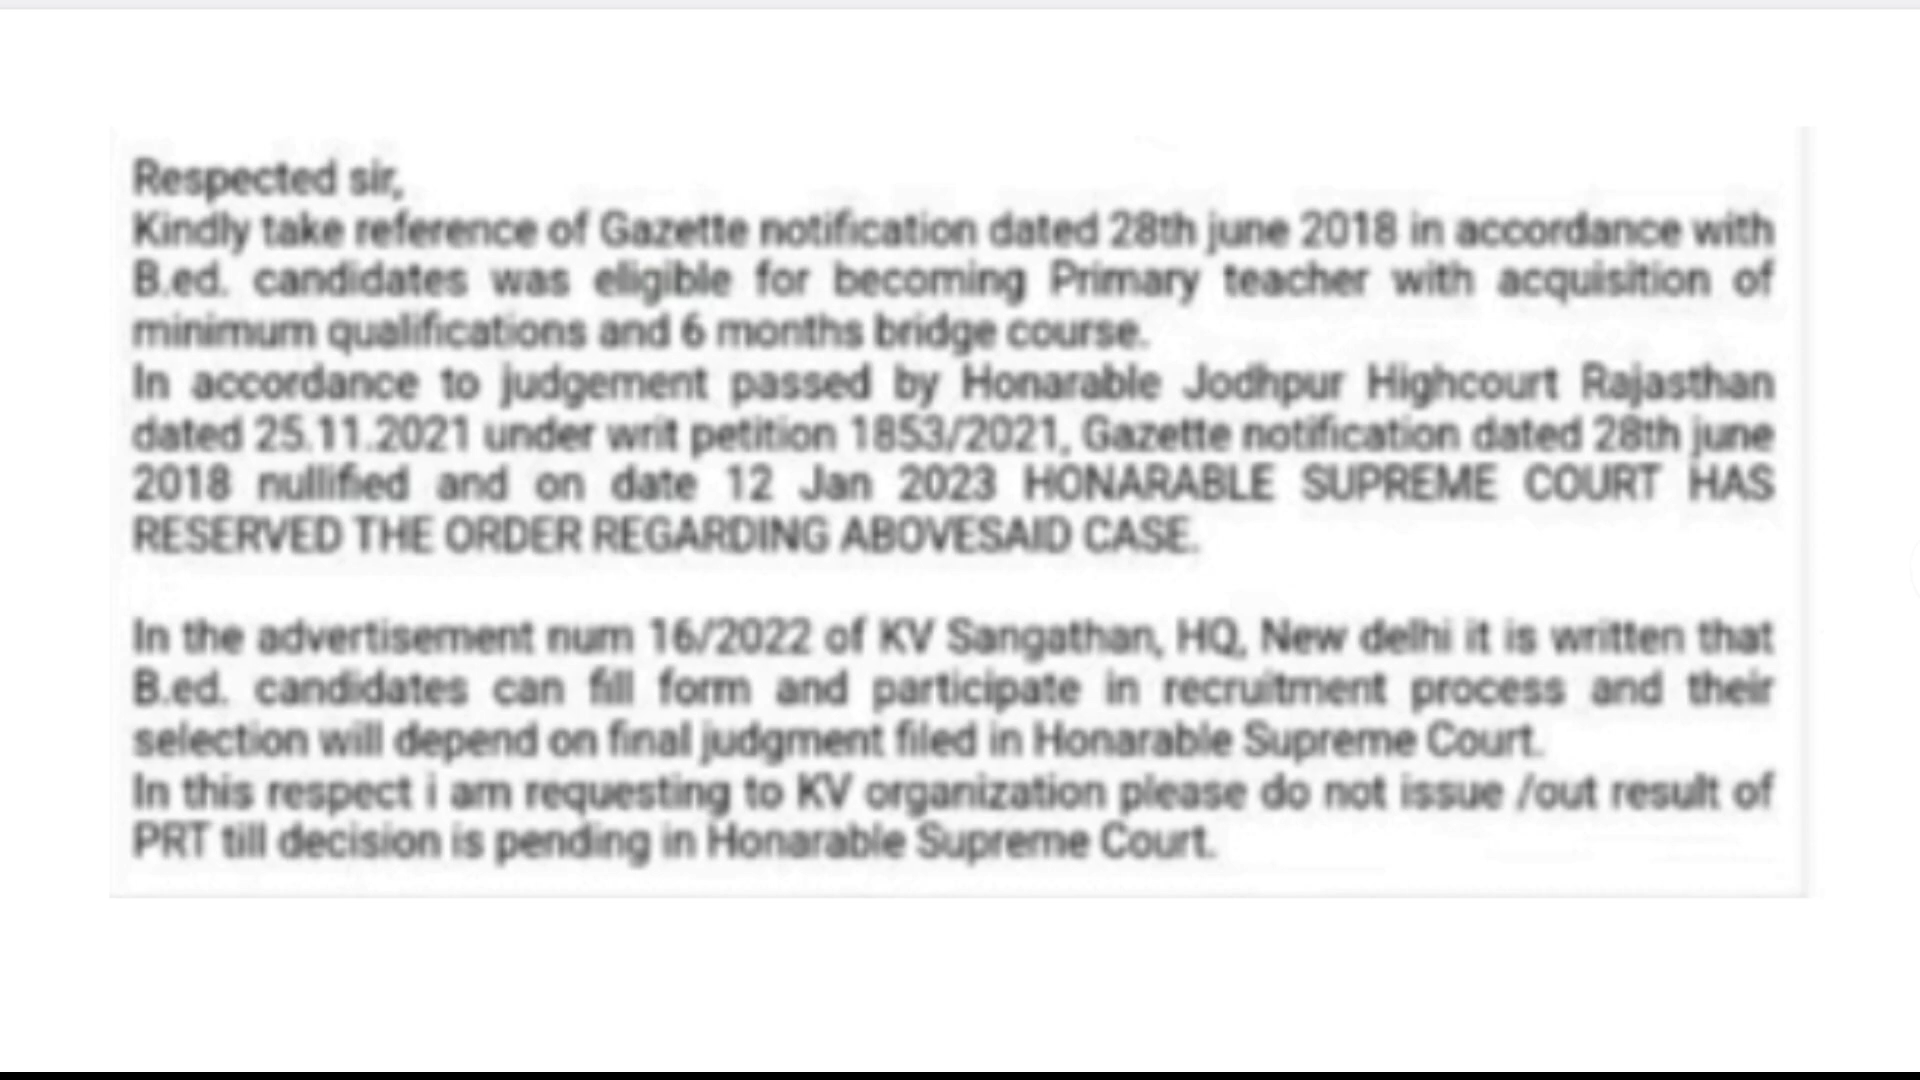 Respected sir,
Kindly take reference of Gazette notification dated 28th june 2018 in accordance with
B.ed. candidates was eligible for becoming Primary teacher with acquisition of
minimum qualifications and 6 months bridge course.
In accordance to judgement passed by Honarable Jodhpur Highcourt Rajasthan
dated 25.11.2021 under writ petition 1853/2021, Gazette notification dated 28th june
2018 nullified and on date 12 Jan 2023 HONARABLE SUPREME COURT HAS
RESERVED THE ORDER REGARDING ABOVESAID CASE.
In the advertisement num 16/2022 of KV Sangathan, HQ, New delhi it is written that
B.ed. candidates can fill form and participate in recruitment process and their
selection will depend on final judgment filed in Honarable Supreme Court.
In this respect i am requesting to KV organization please do not issue /out result of
PRT till decision is pending in Honarable Supreme Court.